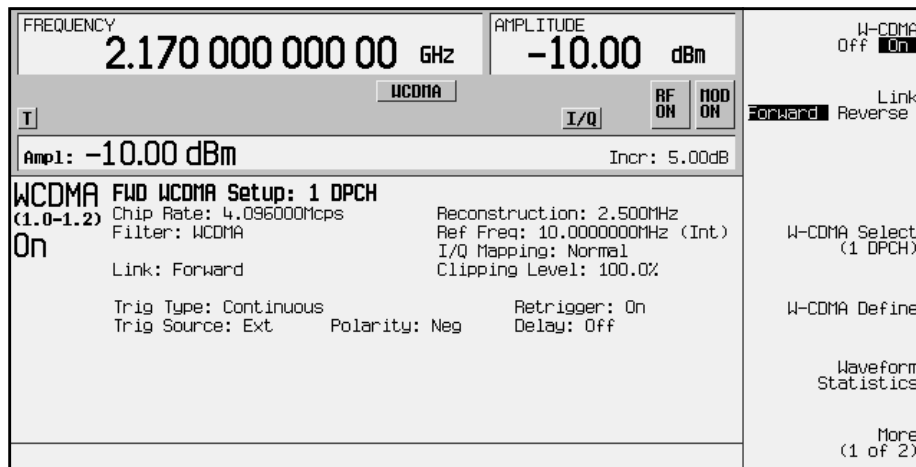 FREQUENCY
2.170 000 000 00 GHz
AMPLITUDE
-10.00 dBm
WCDMA
T
I/Q
RF ON
MOD ON
Ampl: -10.00 dBm
Incr: 5.00dB
WCDMA
(1.0-1.2)
On
FWD WCDMA Setup: 1 DPCH
Chip Rate: 4.096000Mcps
Reconstruction: 2.500MHz
Filter: WCDMA
Ref Freq: 10.0000000MHz (Int)
I/Q Mapping: Normal
Link: Forward
Clipping Level: 100.0%
Trig Type: Continuous
Retrigger: On
Trig Source: Ext Polarity: Neg Delay: Off
W-CDMA
Off On
Link
Forward Reverse
W-CDMA Select
(1 DPCH)
W-CDMA Define
Waveform
Statistics
More
(1 of 2)